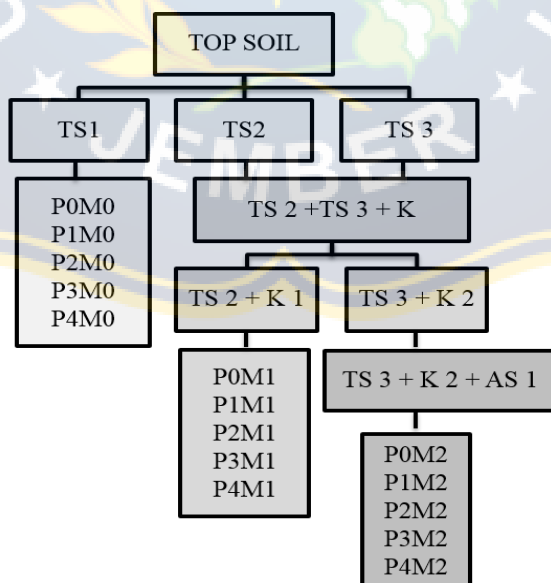 TOP SOIL
TS1
TS2
TS 3
JEMBER
P0M0
P1M0
P2M0
P3M0
P4M0
TS 2 +TS 3 + K
TS 2 + K 1
TS 3 + K 2
P0M1
P1M1
P2M1
P3M1
P4M1
TS 3 + K 2 + AS 1
P0M2
P1M2
P2M2
P3M2
P4M2